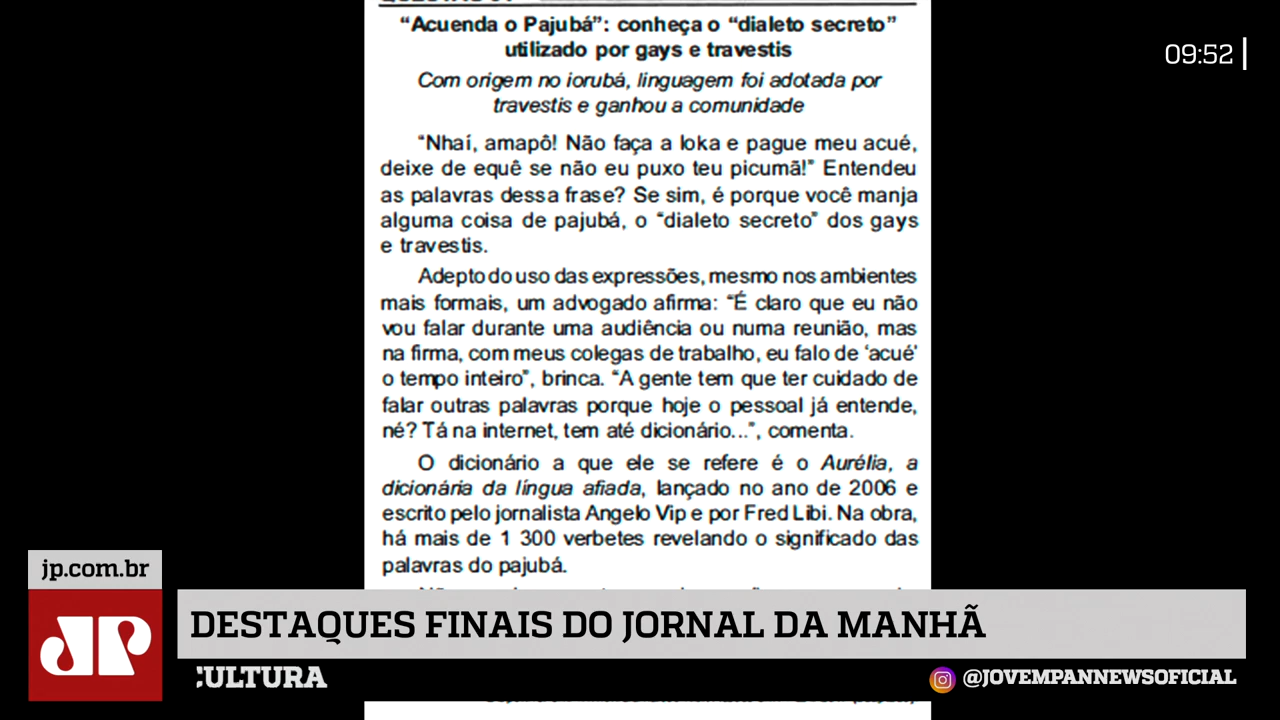 “Acuenda o Pajubá”: conheça o “dialeto secreto”
utilizado por gays e travestis
Com origem no iorubá, linguagem foi adotada por
travestis e ganhou a comunidade
“Nhaí, amapô! Não faça a loka e pague meu acué,
deixe de equê se não eu puxo teu picumã!” Entendeu
as palavras dessa frase? Se sim, é porque você manja
alguma coisa de pajubá, o “dialeto secreto” dos gays
e travestis.
Adepto do uso das expressões, mesmo nos ambientes
mais formais, um advogado afirma: “É claro que eu não
vou falar durante uma audiência ou numa reunião, mas
na firma, com meus colegas de trabalho, eu falo de ‘acué’
o tempo inteiro”, brinca. “A gente tem que ter cuidado de
falar outras palavras porque hoje o pessoal já entende,
né? Tá na internet, tem até dicionário...”, comenta.
O dicionário a que ele se refere é o Aurélia, a
dicionária da língua afiada, lançado no ano de 2006 e
escrito pelo jornalista Angelo Vip e por Fred Libi. Na obra,
há mais de 1 300 verbetes revelando o significado das
palavras do pajubá.
09:52
jp.com.br
JP
DESTAQUES FINAIS DO JORNAL DA MANHÃ
CULTURA
@JOVEMPANNEWSOFICIAL